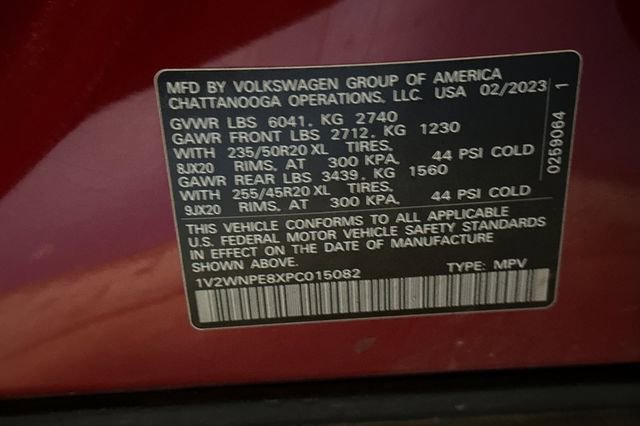 MFD BY VOLKSWAGEN GROUP OF AMERICA
CHATTANOOGA OPERATIONS, LLC. USA 02/2023
GVWR LBS 6041. KG 2740
GAWR FRONT LBS 2712. KG 1230
WITH 235/50R20 XL TIRES.
8JX20 RIMS. AT 300 KPA. 44 PSI COLD
GAWR REAR LBS 3439. KG 1560
WITH 255/45R20 XL TIRES.
9JX20 RIMS. AT 300 KPA. 44 PSI COLD
THIS VEHICLE CONFORMS TO ALL APPLICABLE
U.S. FEDERAL MOTOR VEHICLE SAFETY STANDARDS
IN EFFECT ON THE DATE OF MANUFACTURE
SHOWN ABOVE
1V2WNPE8XPC015082 TYPE: MPV
0259064 1